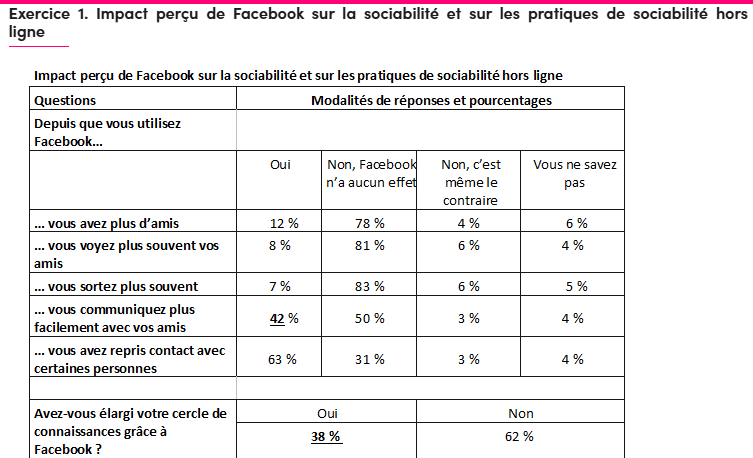 Exercice 1. Impact perçu de Facebook sur la sociabilité et sur les pratiques de sociabilité hors
ligne
Impact perçu de Facebook sur la sociabilité et sur les pratiques de sociabilité hors ligne
Questions Modalités de réponses et pourcentages
Depuis que vous utilisez
Facebook...
Oui Non, Facebook Non, c'est Vous ne savez
n'a aucun effet même le pas
contraire
... vous avez plus d'amis 12 % 78 % 4 % 6 %
... vous voyez plus souvent vos 8 % 81 % 6 % 4 %
amis
... vous sortez plus souvent 7 % 83 % 6 % 5 %
... vous communiquez plus
facilement avec vos amis 42 % 50 % 3 % 4 %
... vous avez repris contact avec
certaines personnes 63 % 31 % 3 % 4 %
Avez-vous élargi votre cercle de Oui Non
connaissances grâce à 38 % 62 %
Facebook ?